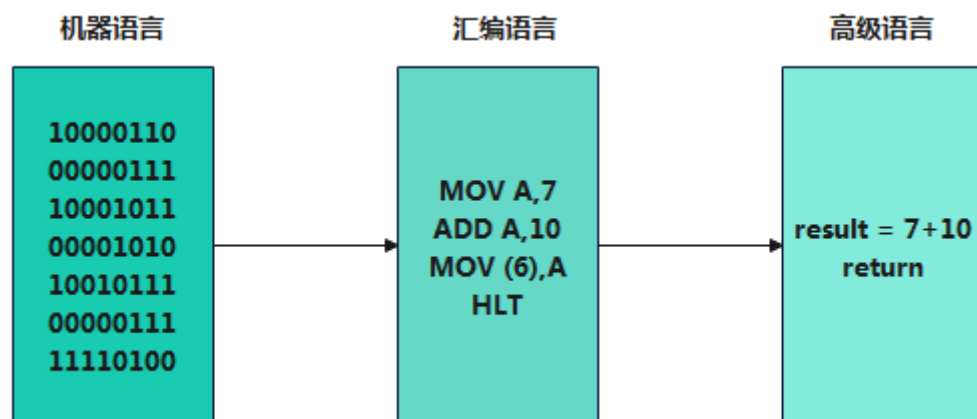 机器语言
10000110
00000111
10001011
00001010
10010111
00000111
11110100
汇编语言
MOV A,7
ADD A,10
MOV (6),A
HLT
高级语言
result = 7+10
return